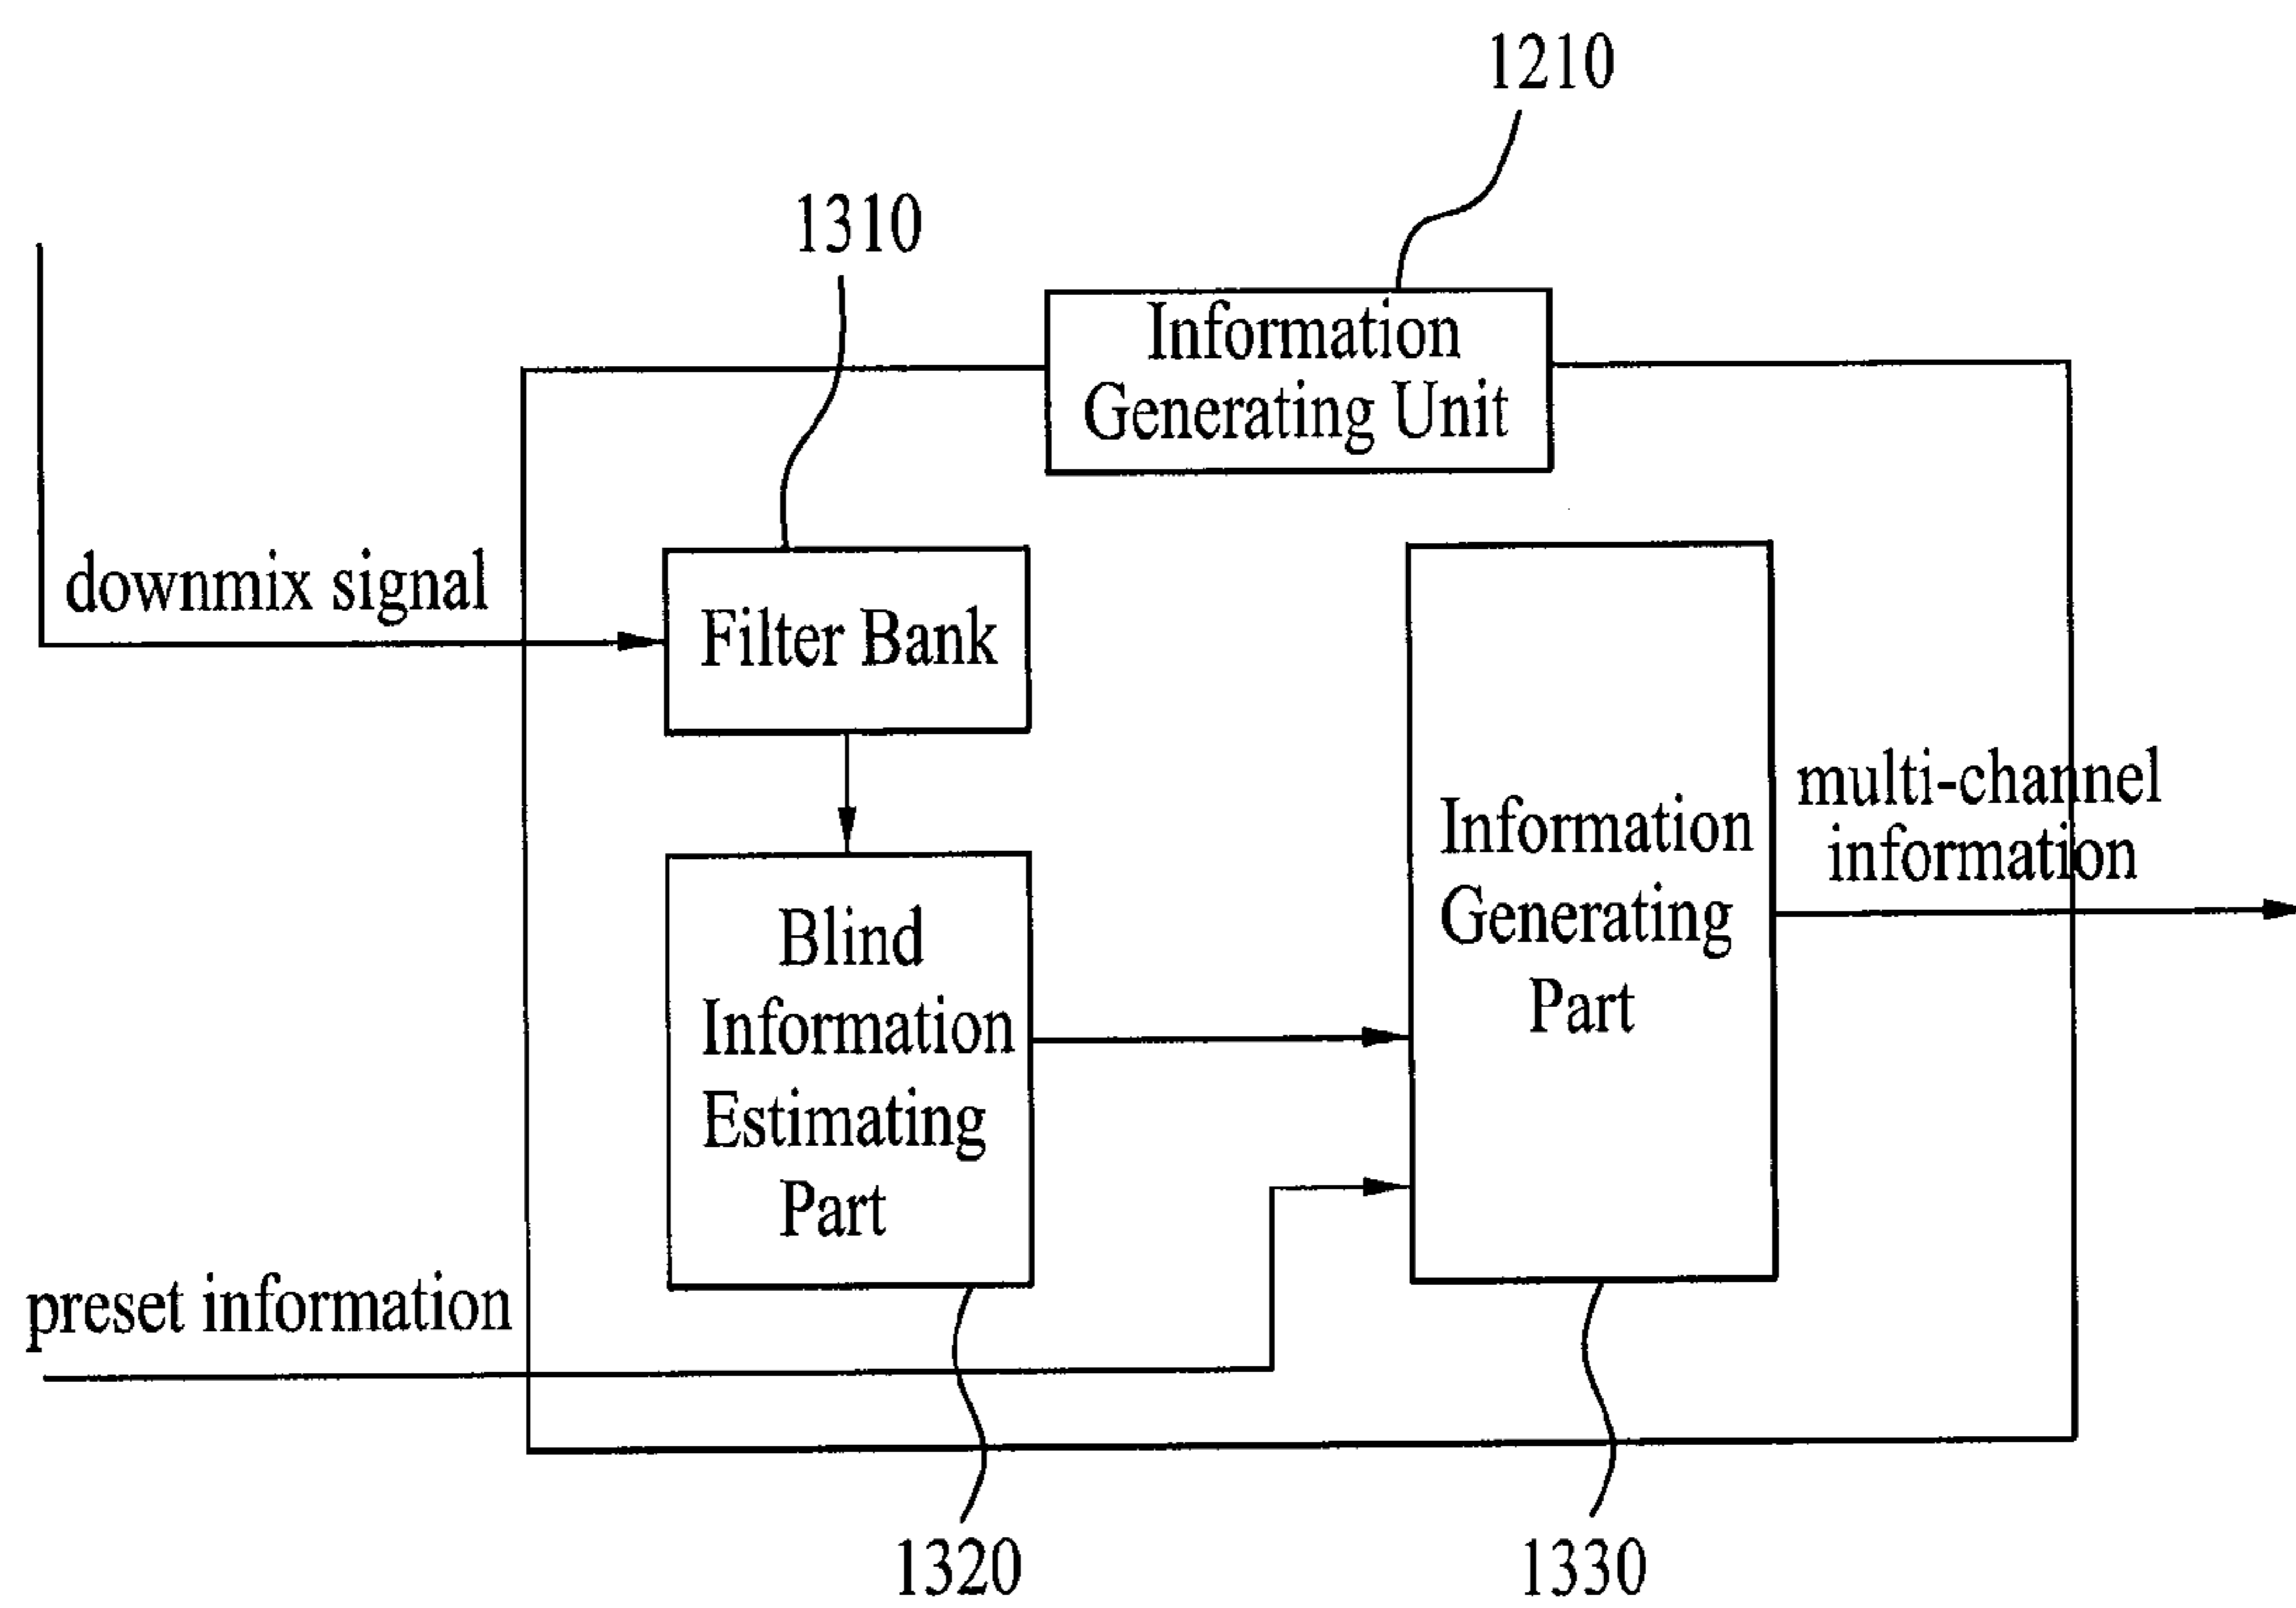 1210
1310
Information
Generating Unit
downmix signal
Filter Bank
multi-channel
information
Information
Generating
Part
Blind
Information
Estimating
Part
preset information
1320
1330